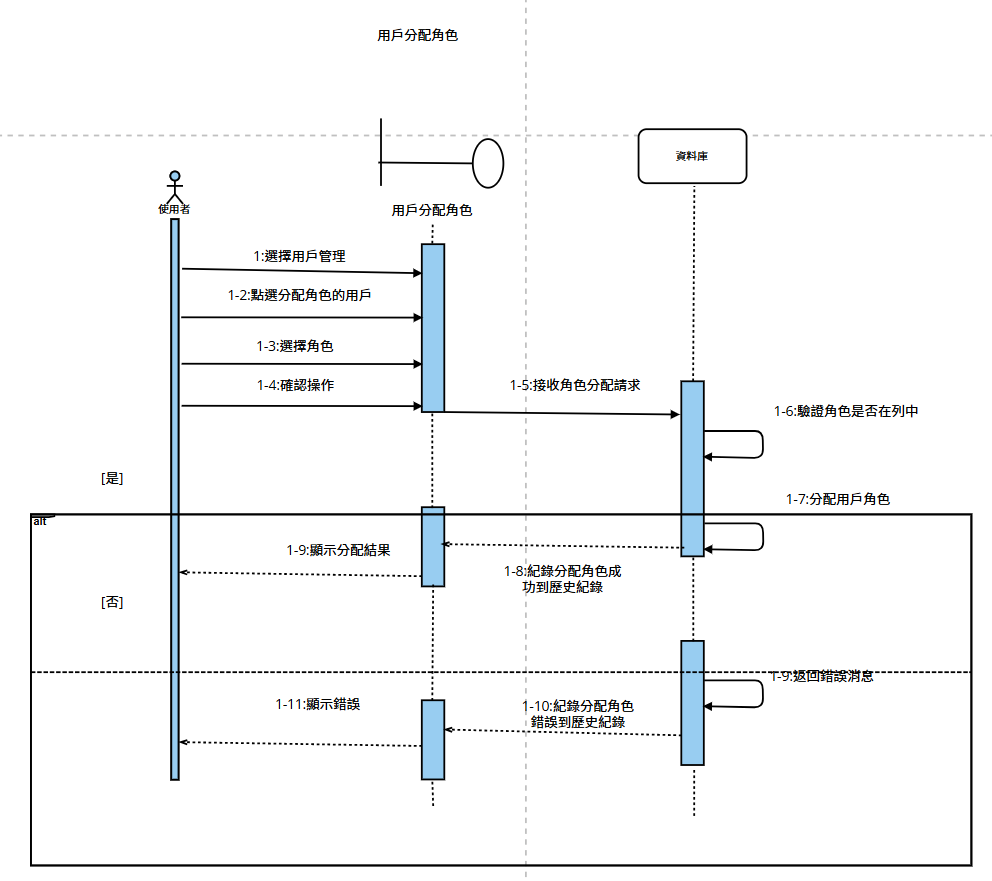 用戶分配角色
資料庫
使用者
用戶分配角色
1:選擇用戶管理
1-2:點選分配角色的用戶
1-3:選擇角色
1-4:確認操作
1-5:接收角色分配請求
1-6:驗證角色是否在列中
[是]
1-7:分配用戶角色
alt
1-9:顯示分配結果
1-8:紀錄分配角色成
功到歷史紀錄
[否]
1-9:返回錯誤消息
1-11:顯示錯誤
1-10:紀錄分配角色
錯誤到歷史紀錄